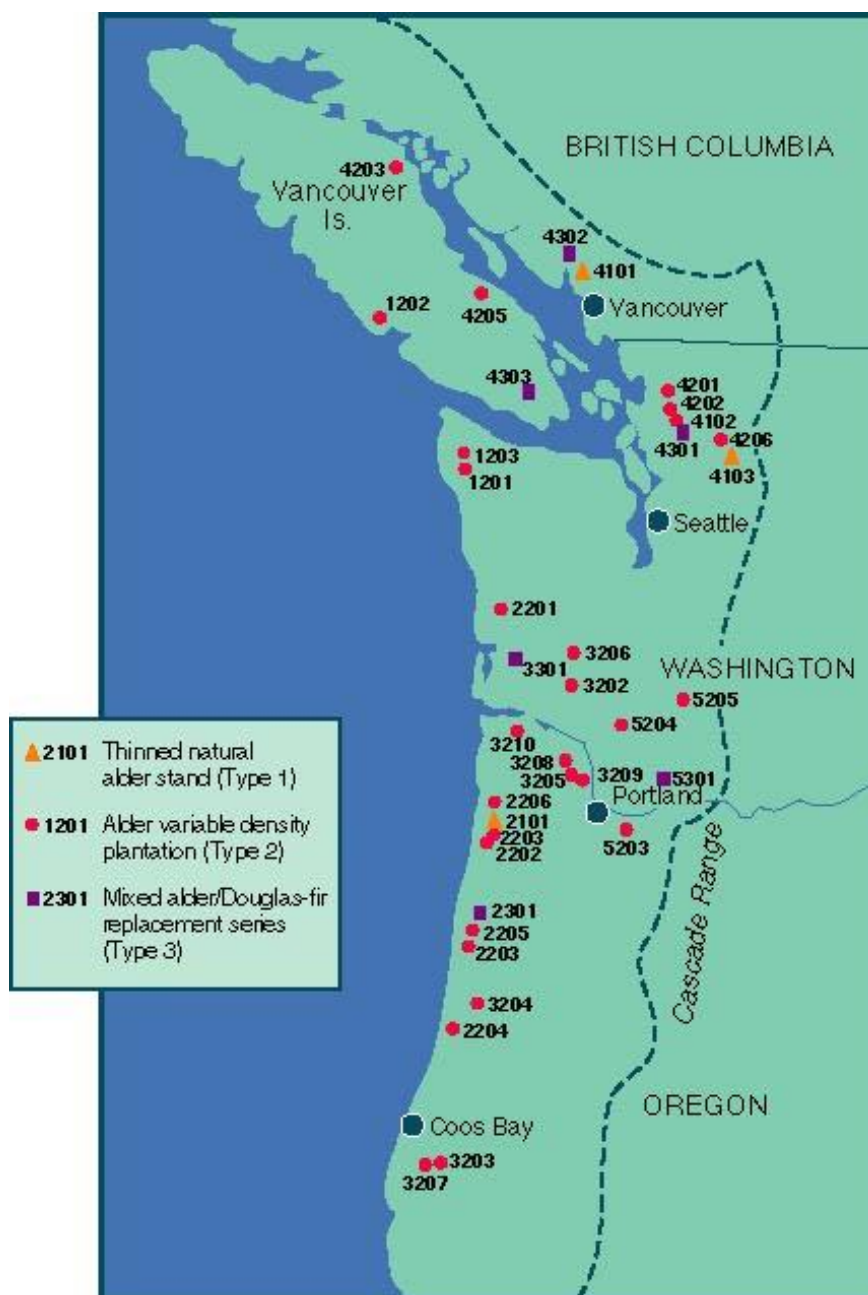 BRITISH COLUMBIA
4203
Vancouver
Is.
4302
4101
1202
4205
Vancouver
4303
4201
4202
4102
4206
4301
4103
1203
1201
Seattle
2201
3206
3301
WASHINGTON
3202
5205
5204
3210
3208
3209
5301
3205
Portland
2206
2101
2203
2202
5203
2301
2205
2203
3204
2204
Cascade Range
OREGON
Coos Bay
3203
3207
2101 Thinned natural
alder stand (Type 1)
1201 Alder variable density
plantation (Type 2)
2301 Mixed alder/Douglas-fir
replacement series
(Type 3)